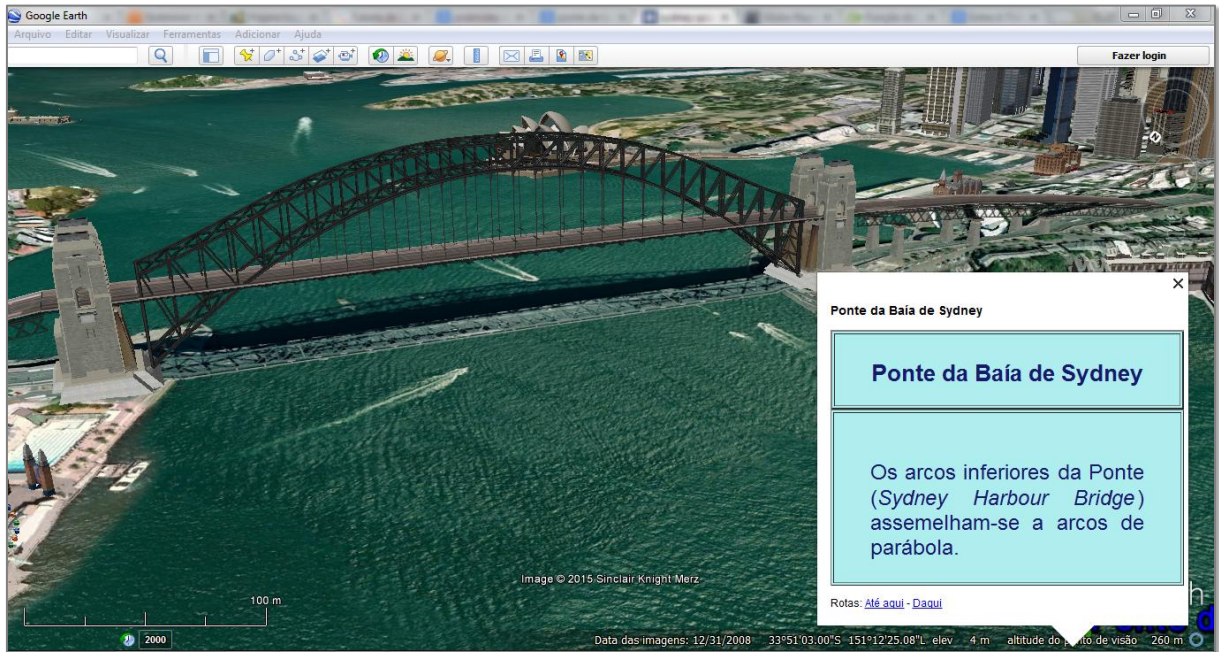 Google Earth
Arquivo Editar Visualizar Ferramentas Adicionar Ajuda
Fazer login
Ponte da Baía de Sydney
Ponte da Baía de Sydney
Os arcos inferiores da Ponte
(Sydney Harbour Bridge)
assemelham-se a arcos de
parábola.
Rotas: Até aqui - Daqui
Image © 2015 Sinclair Knight Merz
100 m
2000
Data das imagens: 12/31/2008 33°51'03.00"S 151°12'25.08"L elev 4 m altitude do de visão 260 m